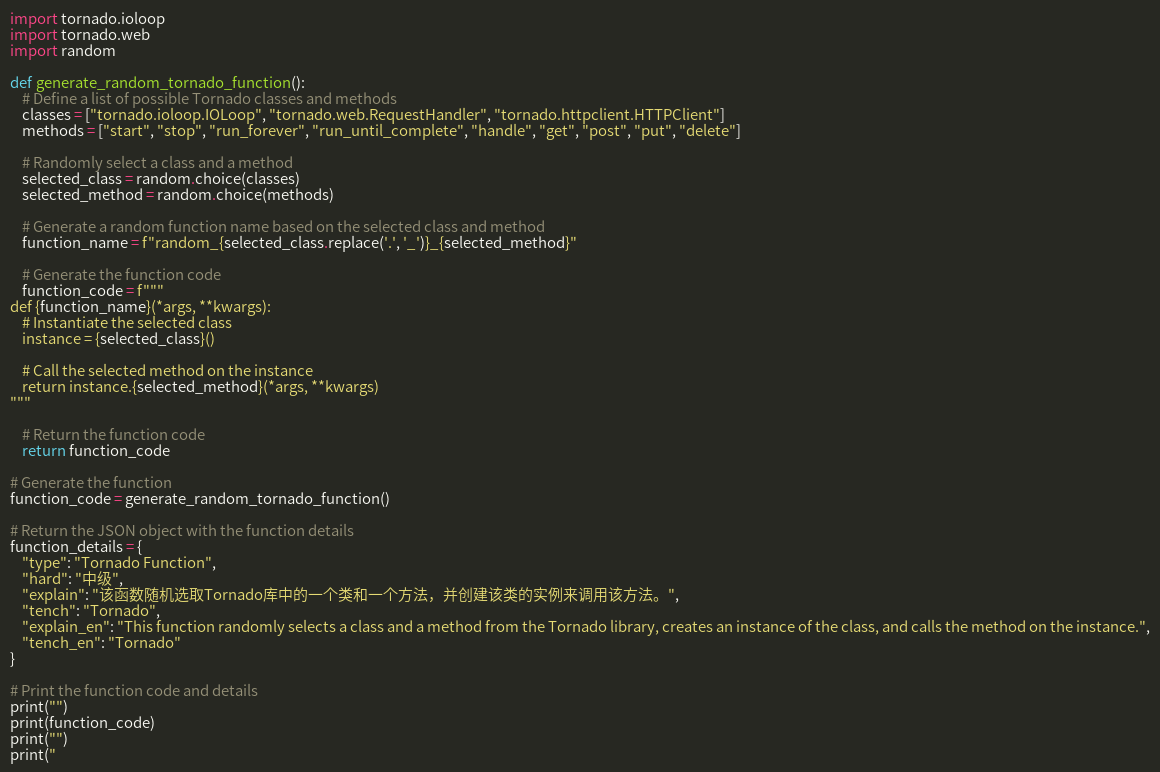 import tornado.ioloop
import tornado.web
import random

def generate_random_tornado_function():
    # Define a list of possible Tornado classes and methods
    classes = ["tornado.ioloop.IOLoop", "tornado.web.RequestHandler", "tornado.httpclient.HTTPClient"]
    methods = ["start", "stop", "run_forever", "run_until_complete", "handle", "get", "post", "put", "delete"]

    # Randomly select a class and a method
    selected_class = random.choice(classes)
    selected_method = random.choice(methods)

    # Generate a random function name based on the selected class and method
    function_name = f"random_{selected_class.replace('.', '_')}_{selected_method}"

    # Generate the function code
    function_code = f"""
def {function_name}(*args, **kwargs):
    # Instantiate the selected class
    instance = {selected_class}()

    # Call the selected method on the instance
    return instance.{selected_method}(*args, **kwargs)
"""

    # Return the function code
    return function_code

# Generate the function
function_code = generate_random_tornado_function()

# Return the JSON object with the function details
function_details = {
    "type": "Tornado Function",
    "hard": "中级",
    "explain": "该函数随机选取Tornado库中的一个类和一个方法，并创建该类的实例来调用该方法。",
    "tench": "Tornado",
    "explain_en": "This function randomly selects a class and a method from the Tornado library, creates an instance of the class, and calls the method on the instance.",
    "tench_en": "Tornado"
}

# Print the function code and details
print("")
print(function_code)
print("")
print("